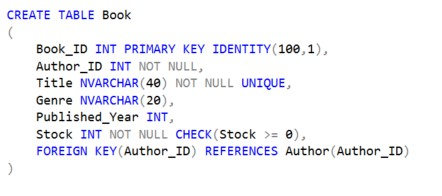 CREATE TABLE Book
(
    Book_ID INT PRIMARY KEY IDENTITY(100,1),
    Author_ID INT NOT NULL,
    Title NVARCHAR(40) NOT NULL UNIQUE,
    Genre NVARCHAR(20),
    Published_Year INT,
    Stock INT NOT NULL CHECK(Stock >= 0),
    FOREIGN KEY(Author_ID) REFERENCES Author(Author_ID)
)